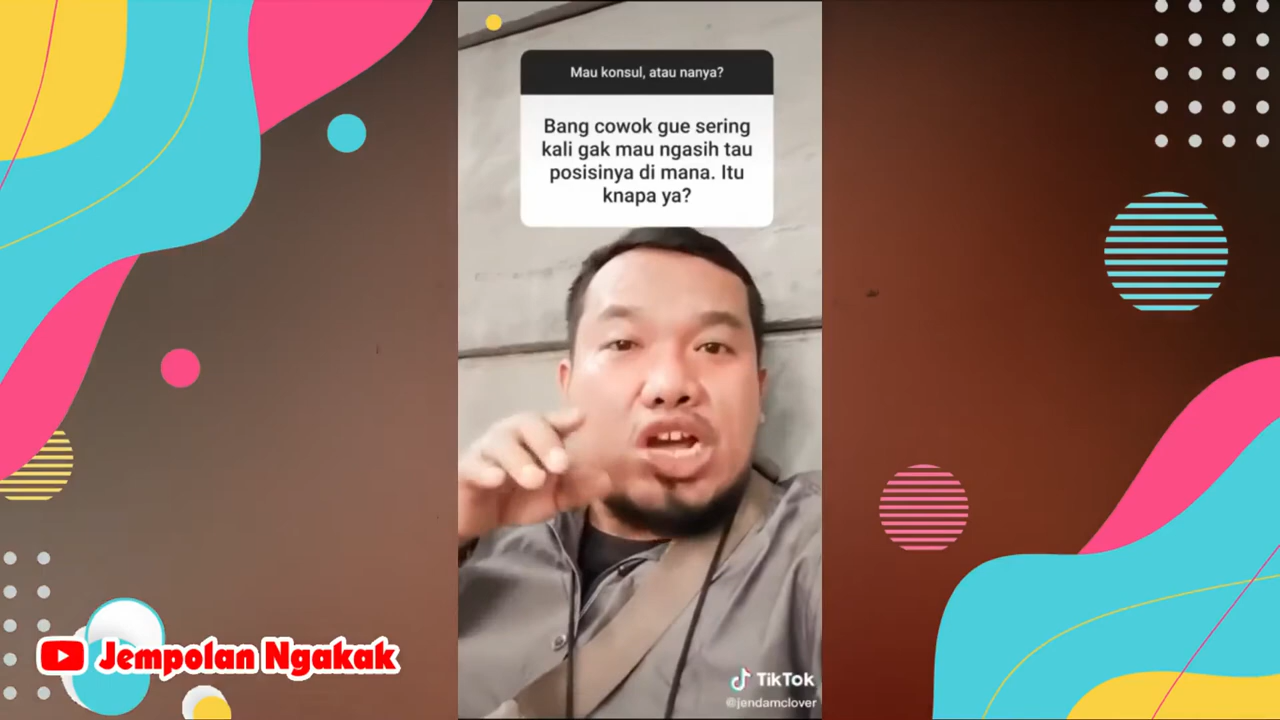 Mau konsul, atau nanya?
Bang cowok gue sering
kali gak mau ngasih tau
posisinya di mana. Itu
knapa ya?
Jempolan Ngakak
TikTok
@jendamclover